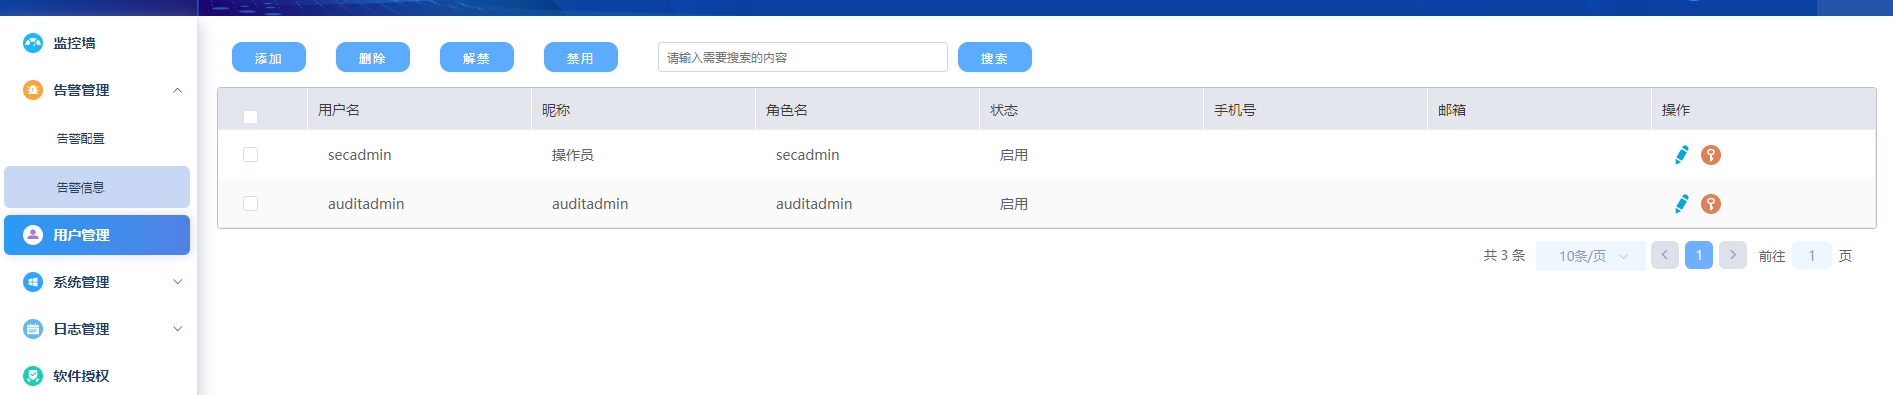 监控墙
告警管理
告警配置
告警信息
用户管理
系统管理
日志管理
软件授权
添加 删除 解禁 禁用 请输入需要搜索的内容 搜索
用户名 昵称 角色名 状态 手机号 邮箱 操作
secadmin 操作员 secadmin 启用
auditadmin auditadmin auditadmin 启用
共 3 条 10条/页 1 前往 1 页